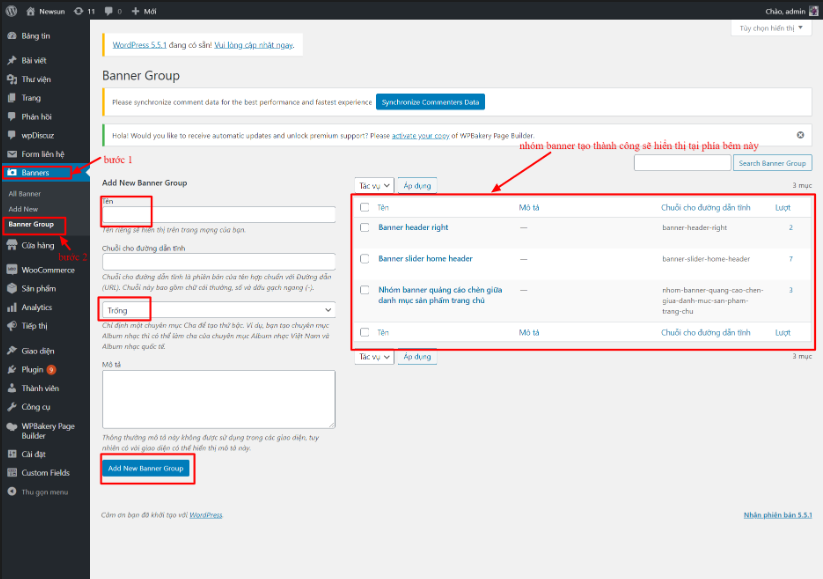 Newsun 11 Mới
Chào, admin
Tùy chọn hiển thị
Bảng tin
Bài viết
Thư viện
Trang
Phản hồi
wpDiscuz
Form liên hệ
Banners
All Banner
Add New
Banner Group
Cửa hàng
WooCommerce
Sản phẩm
Analytics
Tiếp thị
Giao diện
Plugin 9
Thành viên
Công cụ
WPBakery Page
Builder
Cài đặt
Custom Fields
Thu gọn menu
bước 1
bước 2
WordPress 5.5.1 đang có sẵn! Vui lòng cập nhật ngay.
Banner Group
Please synchronize comment data for the best performance and fastest experience Synchronize Commenters Data
Hola! Would you like to receive automatic updates and unlock premium support? Please activate your copy of WPBakery Page Builder.
nhóm banner tạo thành công sẽ hiển thị tại phía bêm này
Search Banner Group
Add New Banner Group
Tên
Tên riêng sẽ hiển thị trên trang mạng của bạn.
Chuỗi cho đường dẫn tĩnh
Chuỗi cho đường dẫn tĩnh là phiên bản của tên hợp chuẩn với Đường dẫn
(URL). Chuỗi này bao gồm chữ cái thường, số và dấu gạch ngang (-).
Trống
Chỉ định một chuyên mục Cha để tạo thứ bậc. Ví dụ, bạn tạo chuyên mục
Album nhạc thì có thể làm cha của chuyên mục Album nhạc Việt Nam và
Album nhạc quốc tế.
Mô tả
Thông thường mô tả này không được sử dụng trong các giao diện, tuy
nhiên có vài giao diện có thể hiển thị mô tả này.
Add New Banner Group
Tác vụ Áp dụng 3 mục
Tên Mô tả Chuỗi cho đường dẫn tĩnh Lượt
Banner header right — banner-header-right 2
Banner slider home header — banner-slider-home-header 7
Nhóm banner quảng cáo chèn giữa — nhom-banner-quang-cao-chen- 3
danh mục sản phẩm trang chủ giua-danh-muc-san-pham-
trang-chu
Tên Mô tả Chuỗi cho đường dẫn tĩnh Lượt
Tác vụ Áp dụng 3 mục
Cảm ơn bạn đã khởi tạo với WordPress.
Nhận phiên bản 5.5.1